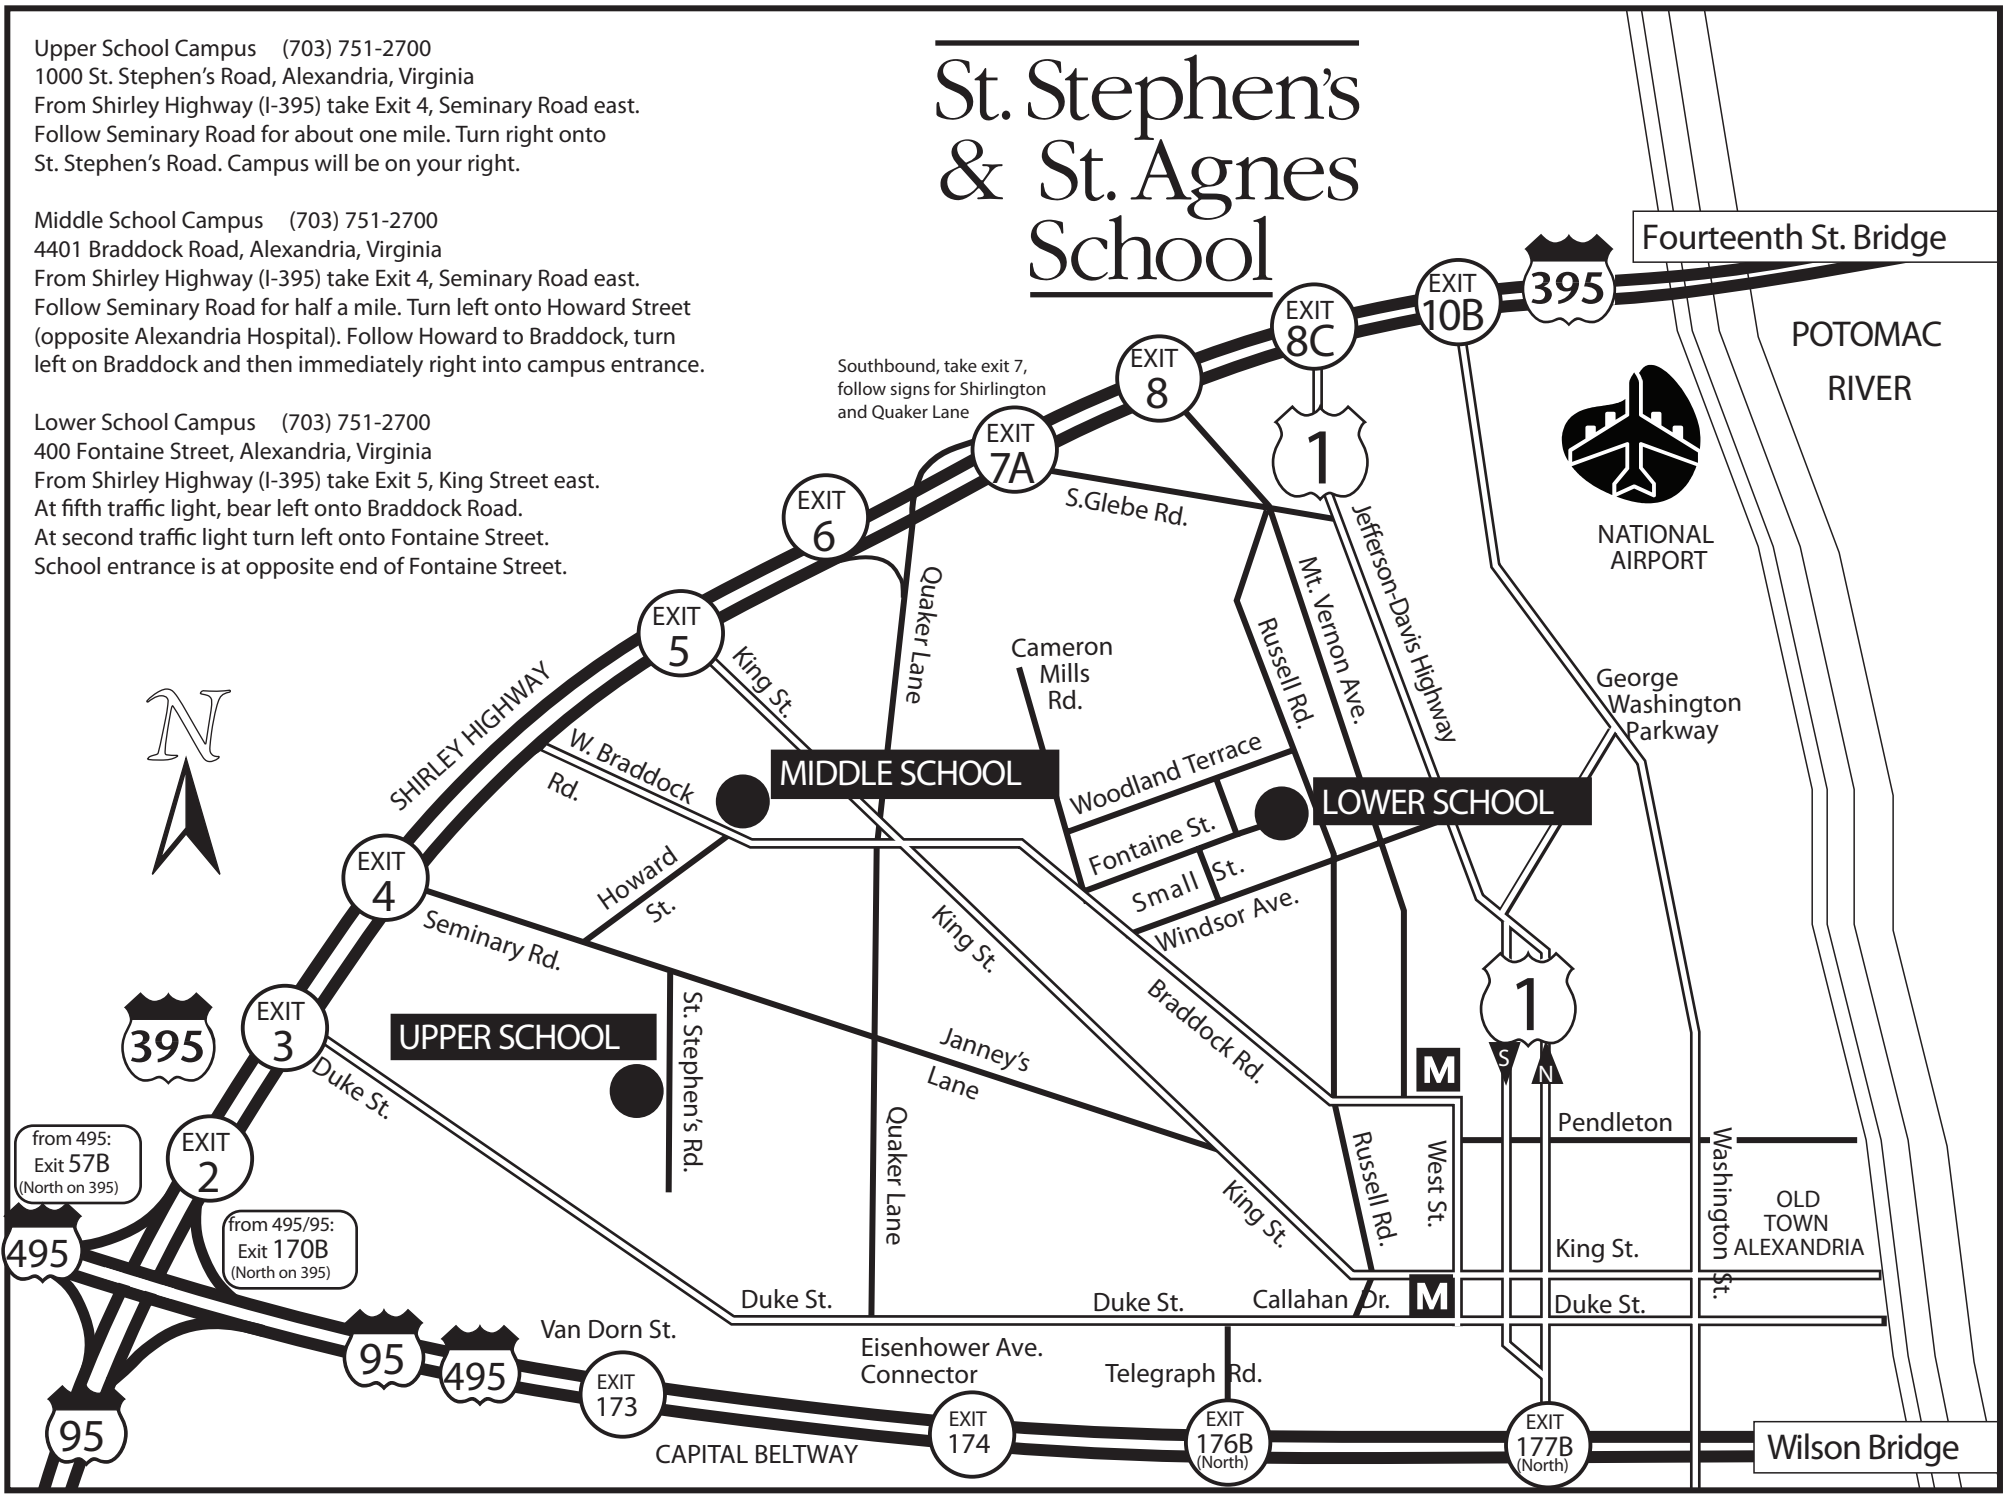 Upper School Campus (703) 751-2700
1000 St. Stephen's Road, Alexandria, Virginia
From Shirley Highway (I-395) take Exit 4, Seminary Road east.
Follow Seminary Road for about one mile. Turn right onto
St. Stephen's Road. Campus will be on your right.
Middle School Campus (703) 751-2700
4401 Braddock Road, Alexandria, Virginia
From Shirley Highway (I-395) take Exit 4, Seminary Road east.
Follow Seminary Road for half a mile. Turn left onto Howard Street
(opposite Alexandria Hospital). Follow Howard to Braddock, turn
left on Braddock and then immediately right into campus entrance.
Lower School Campus (703) 751-2700
400 Fontaine Street, Alexandria, Virginia
From Shirley Highway (I-395) take Exit 5, King Street east.
At fifth traffic light, bear left onto Braddock Road.
At second traffic light turn left onto Fontaine Street.
School entrance is at opposite end of Fontaine Street.
St. Stephen's
& St. Agnes
School
Fourteenth St. Bridge
395
EXIT
10B
EXIT
8C
EXIT
8
POTOMAC
RIVER
Southbound, take exit 7,
follow signs for Shirlington
and Quaker Lane
EXIT
7A
1
S.Glebe Rd.
EXIT
6
NATIONAL
AIRPORT
Jefferson-Davis Highway
Mt. Vernon Ave.
Russell Rd.
Quaker Lane
EXIT
5
King St.
Cameron
Mills
Rd.
George
Washington
Parkway
N
SHIRLEY HIGHWAY
W. Braddock
Rd.
MIDDLE SCHOOL
Woodland Terrace
LOWER SCHOOL
Fontaine St.
Small St.
Windsor Ave.
Howard
St.
EXIT
4
Seminary Rd.
King St.
Braddock Rd.
1
S
N
EXIT
3
395
UPPER SCHOOL
St. Stephen's Rd.
Janney's
Lane
M
Duke St.
Pendleton
from 495:
Exit 57B
(North on 395)
EXIT
2
Quaker Lane
King St.
Russell Rd.
West St.
Washington St.
OLD
TOWN
ALEXANDRIA
495
from 495/95:
Exit 170B
(North on 395)
King St.
Duke St.
Duke St.
Callahan Dr.
M
Duke St.
95
495
Van Dorn St.
Eisenhower Ave.
Connector
Telegraph Rd.
EXIT
173
EXIT
174
EXIT
176B
(North)
EXIT
177B
(North)
95
CAPITAL BELTWAY
Wilson Bridge